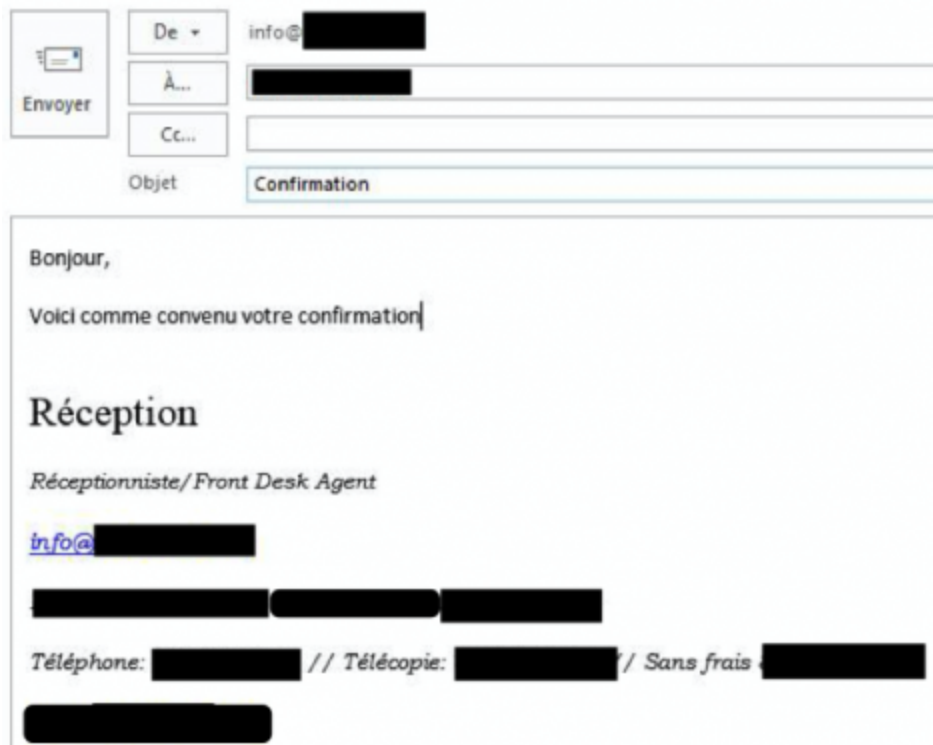 De
info@
À...
Envoyer
Cc...
Objet
Confirmation
Bonjour,
Voici comme convenu votre confirmation
Réception
Réceptionniste/Front Desk Agent
info@
Téléphone: // Télécopie: // Sans frais